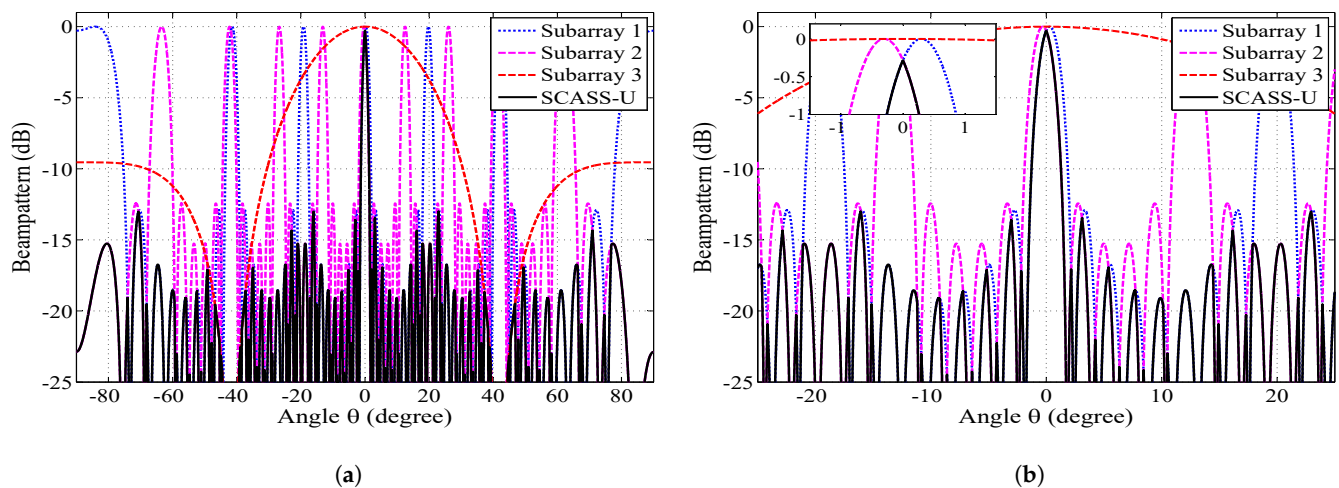 0
-5
-10
-15
-20
-25
Beampattern (dB)
-80 -60 -40 -20 0 20 40 60 80
Angle θ (degree)
Subarray 1
Subarray 2
Subarray 3
SCASS-U
(a)
0
-5
-10
-15
-20
-25
Beampattern (dB)
-20 -10 0 10 20
Angle θ (degree)
0
-0.5
-1
-1 0 1
Subarray 1
Subarray 2
Subarray 3
SCASS-U
(b)